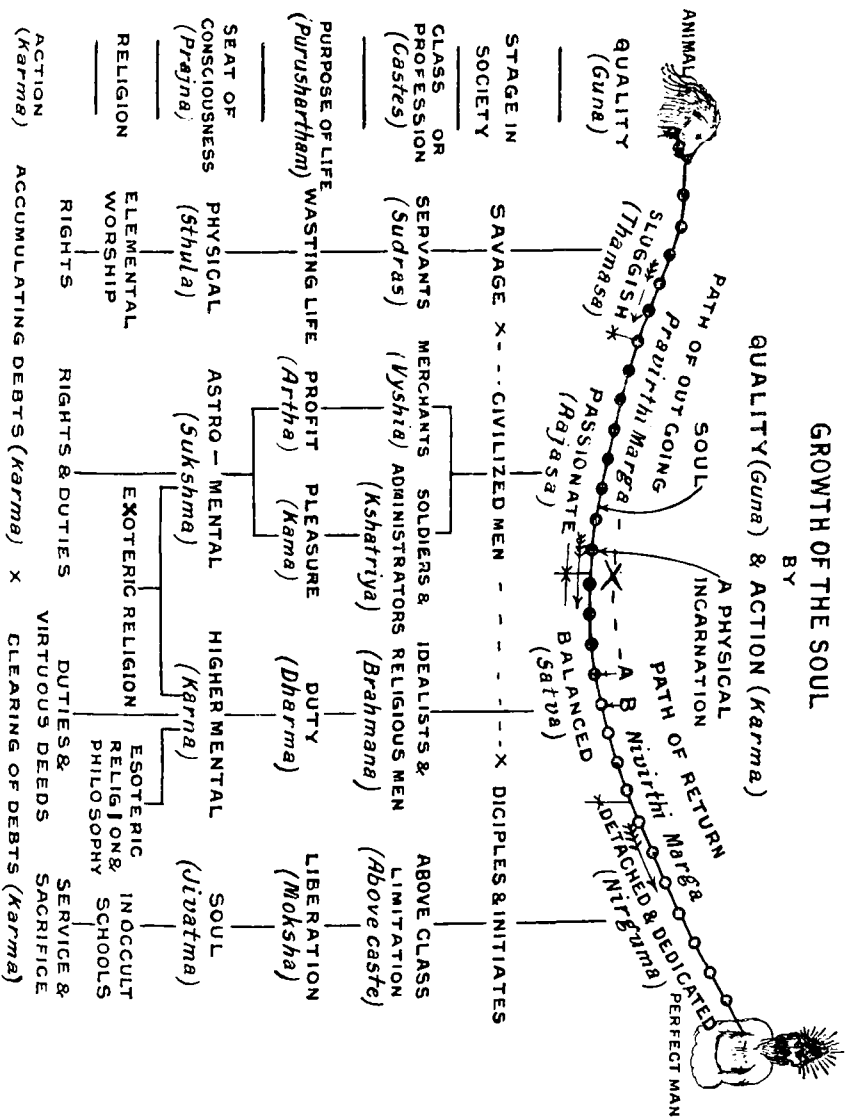 GROWTH OF THE SOUL
BY
QUALITY (Guna) & ACTION (Karma)
ANIMAL
SOUL
A PHYSICAL
INCARNATION
PATH OF OUT GOING
Pravirthi Marga
PATH OF RETURN
Nivirthi Marga
A B
PERFECT MAN
QUALITY
(Guna)
SLUGGISH
(Thamasa)
PASSIONATE
(Rajasa)
BALANCED
(Satva)
DETACHED & DEDICATED
(Nirguma)
STAGE IN
SOCIETY
SAVAGE X - - - CIVILIZED MEN - - - - - - X DICIPLES & INITIATES
CLASS OR
PROFESSION
(Castes)
SERVANTS
(Sudras)
MERCHANTS
(Vyshia)
SOLDIERS &
ADMINISTRATORS
(Kshatriya)
IDEALISTS &
RELIGIOUS MEN
(Brahmana)
ABOVE CLASS
LIMITATION
(Above caste)
PURPOSE OF LIFE
(Purushartham)
WASTING LIFE
PROFIT
(Artha)
PLEASURE
(Kama)
DUTY
(Dharma)
LIBERATION
(Moksha)
SEAT OF
CONSCIOUSNESS
(Prajna)
PHYSICAL
(Sthula)
ASTRO - MENTAL
(Sukshma)
HIGHER MENTAL
(Karna)
SOUL
(Jivatma)
RELIGION
ELEMENTAL
WORSHIP
EXOTERIC RELIGION
ESOTERIC
RELIGION &
PHILOSOPHY
IN OCCULT
SCHOOLS
RIGHTS
RIGHTS & DUTIES
DUTIES &
VIRTUOUS DEEDS
SERVICE &
SACRIFICE
ACTION
(Karma)
ACCUMULATING DEBTS (Karma) X CLEARING OF DEBTS (Karma)